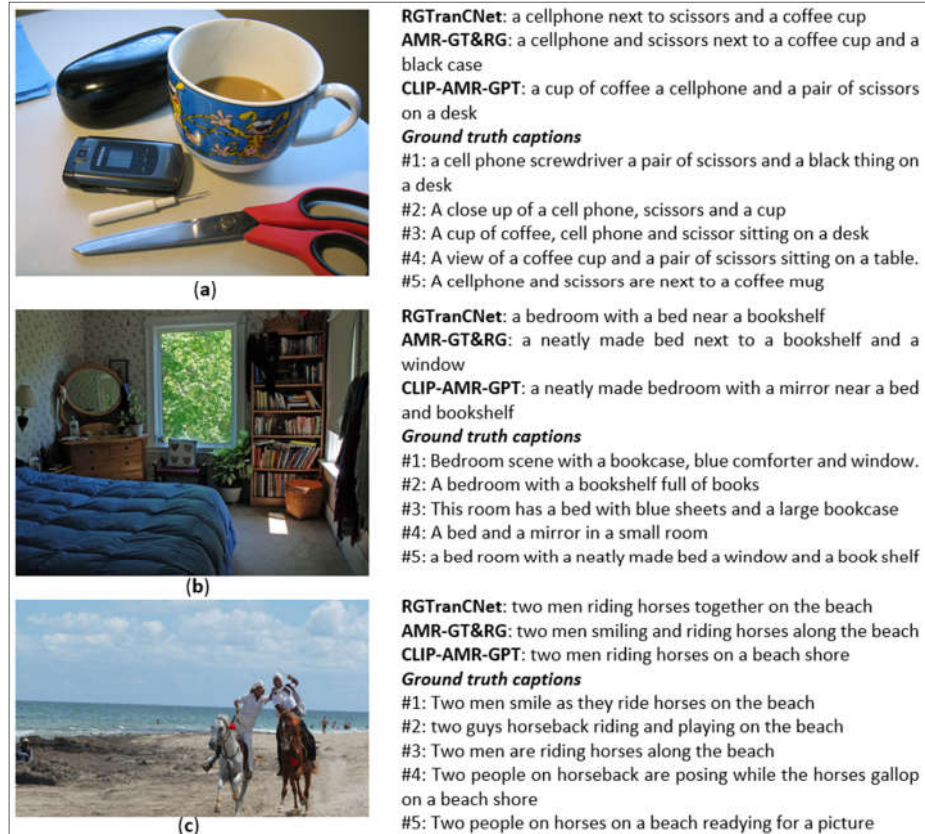 RGTranCNet: a cellphone next to scissors and a coffee cup
AMR-GT&RG: a cellphone and scissors next to a coffee cup and a
black case
CLIP-AMR-GPT: a cup of coffee a cellphone and a pair of scissors
on a desk
Ground truth captions
#1: a cell phone screwdriver a pair of scissors and a black thing on
a desk
#2: A close up of a cell phone, scissors and a cup
#3: A cup of coffee, cell phone and scissor sitting on a desk
#4: A view of a coffee cup and a pair of scissors sitting on a table.
#5: A cellphone and scissors are next to a coffee mug
(a)
RGTranCNet: a bedroom with a bed near a bookshelf
AMR-GT&RG: a neatly made bed next to a bookshelf and a
window
CLIP-AMR-GPT: a neatly made bedroom with a mirror near a bed
and bookshelf
Ground truth captions
#1: Bedroom scene with a bookcase, blue comforter and window.
#2: A bedroom with a bookshelf full of books
#3: This room has a bed with blue sheets and a large bookcase
#4: A bed and a mirror in a small room
#5: a bed room with a neatly made bed a window and a book shelf
(b)
RGTranCNet: two men riding horses together on the beach
AMR-GT&RG: two men smiling and riding horses along the beach
CLIP-AMR-GPT: two men riding horses on a beach shore
Ground truth captions
#1: Two men smile as they ride horses on the beach
#2: two guys horseback riding and playing on the beach
#3: Two men are riding horses along the beach
#4: Two people on horseback are posing while the horses gallop
on a beach shore
#5: Two people on horses on a beach readying for a picture
(c)